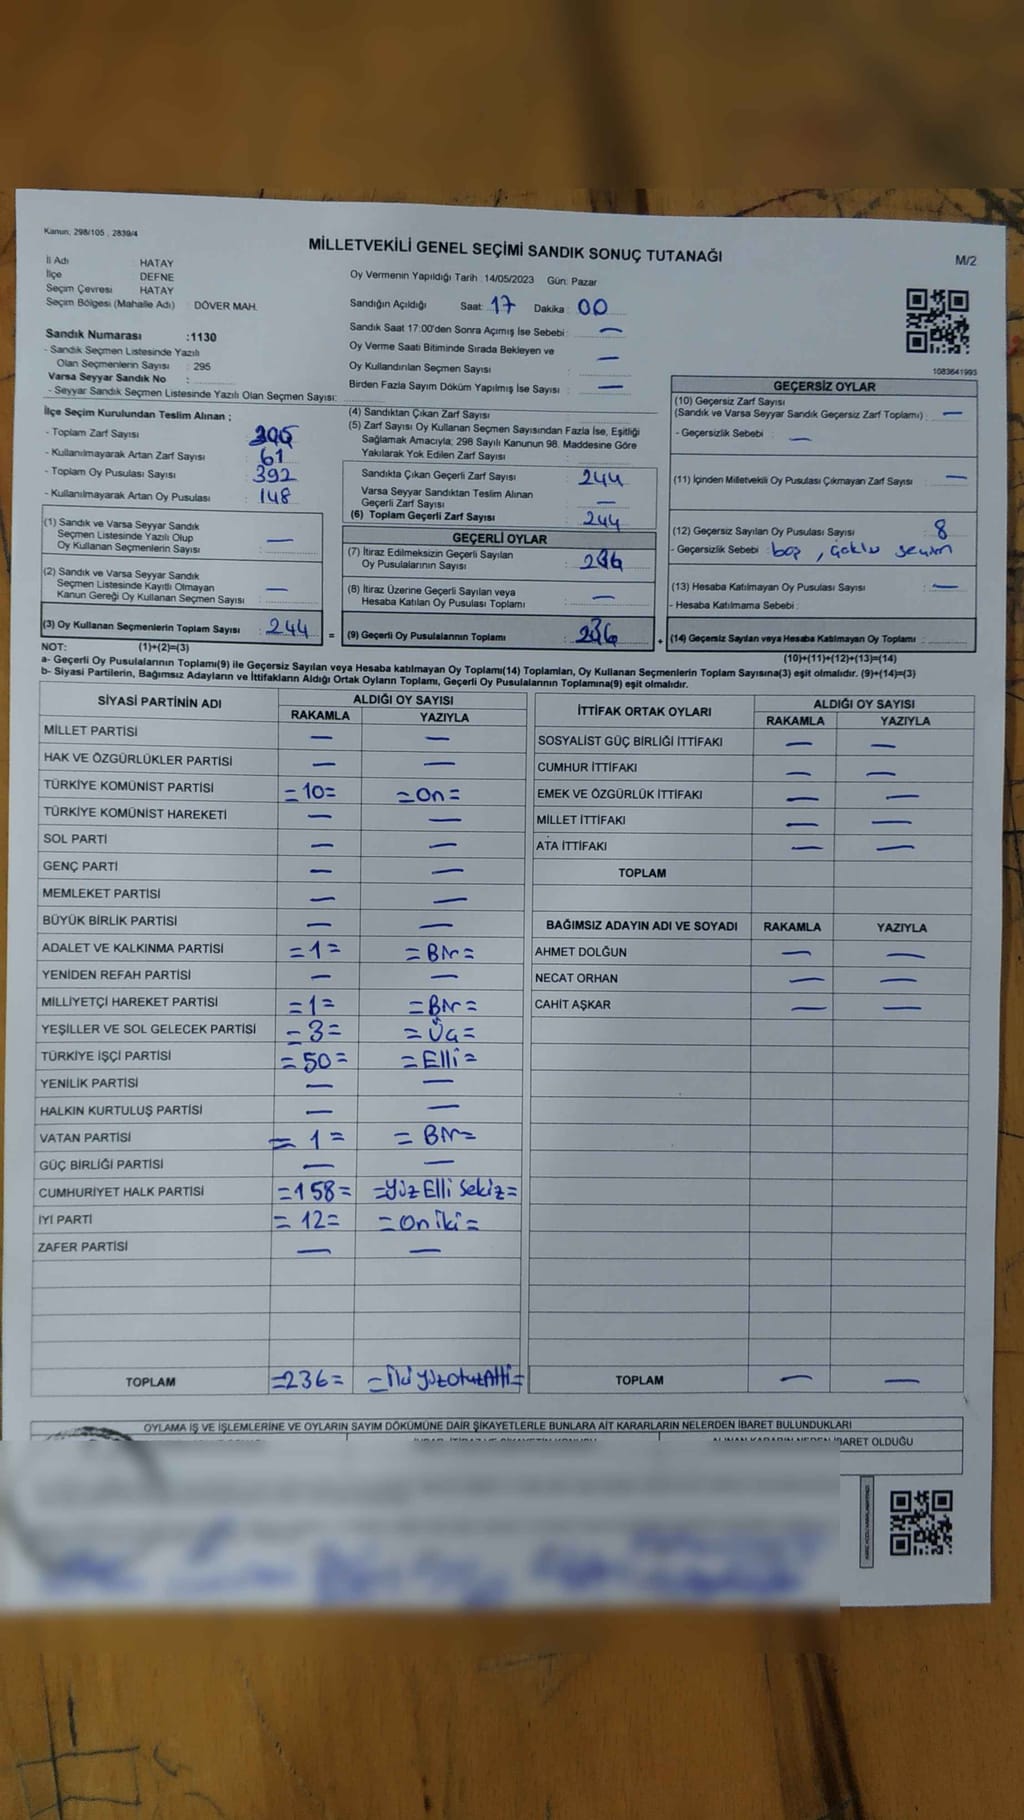 Kanun, 298/105 , 2839/4
MİLLETVEKİLİ GENEL SEÇİMİ SANDIK SONUÇ TUTANAĞI
M/2
İl Adı : HATAY
İlçe : DEFNE
Seçim Çevresi : HATAY
Seçim Bölgesi (Mahalle Adı) : DÖVER MAH.
Sandık Numarası :1130
- Sandık Seçmen Listesinde Yazılı
Olan Seçmenlerin Sayısı : 295
Varsa Seyyar Sandık No :
- Seyyar Sandık Seçmen Listesinde Yazılı Olan Seçmen Sayısı:
Oy Vermenin Yapıldığı Tarih : 14/05/2023 Gün: Pazar
Sandığın Açıldığı Saat: 17 Dakika : 00
Sandık Saat 17:00'den Sonra Açımış İse Sebebi : —
Oy Verme Saati Bitiminde Sırada Bekleyen ve
Oy Kullandırılan Seçmen Sayısı : —
Birden Fazla Sayım Döküm Yapılmış İse Sayısı : —
1083641993
İlçe Seçim Kurulundan Teslim Alınan ;
- Toplam Zarf Sayısı :
- Kullanılmayarak Artan Zarf Sayısı : 61
- Toplam Oy Pusulası Sayısı : 392
- Kullanılmayarak Artan Oy Pusulası : 148
(1) Sandık ve Varsa Seyyar Sandık
Seçmen Listesinde Yazılı Olup
Oy Kullanan Seçmenlerin Sayısı : —
(2) Sandık ve Varsa Seyyar Sandık
Seçmen Listesinde Kayıtlı Olmayan
Kanun Gereği Oy Kullanan Seçmen Sayısı : —
(3) Oy Kullanan Seçmenlerin Toplam Sayısı : 244 =
(4) Sandıktan Çıkan Zarf Sayısı :
(5) Zarf Sayısı Oy Kullanan Seçmen Sayısından Fazla İse, Eşitliği
Sağlamak Amacıyla; 298 Sayılı Kanunun 98. Maddesine Göre
Yakılarak Yok Edilen Zarf Sayısı :
Sandıkta Çıkan Geçerli Zarf Sayısı : 244
Varsa Seyyar Sandıktan Teslim Alınan
Geçerli Zarf Sayısı : —
(6) Toplam Geçerli Zarf Sayısı : 244
GEÇERLİ OYLAR
(7) İtiraz Edilmeksizin Geçerli Sayılan
Oy Pusulalarının Sayısı : 236
(8) İtiraz Üzerine Geçerli Sayılan veya
Hesaba Katılan Oy Pusulası Toplamı : —
(9) Geçerli Oy Pusulalarının Toplamı : 236 +
GEÇERSİZ OYLAR
(10) Geçersiz Zarf Sayısı
(Sandık ve Varsa Seyyar Sandık Geçersiz Zarf Toplamı) : —
- Geçersizlik Sebebi : —
(11) İçinden Milletvekili Oy Pusulası Çıkmayan Zarf Sayısı : —
(12) Geçersiz Sayılan Oy Pusulası Sayısı : 8
- Geçersizlik Sebebi : boş , çoklu seçim
(13) Hesaba Katılmayan Oy Pusulası Sayısı : —
- Hesaba Katılmama Sebebi :
(14) Geçersiz Sayılan veya Hesaba Katılmayan Oy Toplamı :
NOT: (1)+(2)=(3)
(10)+(11)+(12)+(13)=(14)
a- Geçerli Oy Pusulalarının Toplamı(9) ile Geçersiz Sayılan veya Hesaba katılmayan Oy Toplamı(14) Toplamları, Oy Kullanan Seçmenlerin Toplam Sayısına(3) eşit olmalıdır. (9)+(14)=(3)
b- Siyasi Partilerin, Bağımsız Adayların ve İttifakların Aldığı Ortak Oyların Toplamı, Geçerli Oy Pusulalarının Toplamına(9) eşit olmalıdır.
SİYASİ PARTİNİN ADI ALDIĞI OY SAYISI
RAKAMLA YAZIYLA
MİLLET PARTİSİ — —
HAK VE ÖZGÜRLÜKLER PARTİSİ — —
TÜRKİYE KOMÜNİST PARTİSİ =10= =On=
TÜRKİYE KOMÜNİST HAREKETİ — —
SOL PARTİ — —
GENÇ PARTİ — —
MEMLEKET PARTİSİ — —
BÜYÜK BİRLİK PARTİSİ — —
ADALET VE KALKINMA PARTİSİ =1= =Bir=
YENİDEN REFAH PARTİSİ — —
MİLLİYETÇİ HAREKET PARTİSİ =1= =Bir=
YEŞİLLER VE SOL GELECEK PARTİSİ =3= =Üç=
TÜRKİYE İŞÇİ PARTİSİ =50= =Elli=
YENİLİK PARTİSİ — —
HALKIN KURTULUŞ PARTİSİ — —
VATAN PARTİSİ =1= =Bir=
GÜÇ BİRLİĞİ PARTİSİ — —
CUMHURİYET HALK PARTİSİ =158= =Yüz Elli Sekiz=
İYİ PARTİ =12= =On iki=
ZAFER PARTİSİ — —
TOPLAM =236= =İki Yüz Otuz Altı=
İTTİFAK ORTAK OYLARI ALDIĞI OY SAYISI
RAKAMLA YAZIYLA
SOSYALİST GÜÇ BİRLİĞİ İTTİFAKI — —
CUMHUR İTTİFAKI — —
EMEK VE ÖZGÜRLÜK İTTİFAKI — —
MİLLET İTTİFAKI — —
ATA İTTİFAKI — —
TOPLAM
BAĞIMSIZ ADAYIN ADI VE SOYADI RAKAMLA YAZIYLA
AHMET DOLĞUN — —
NECAT ORHAN — —
CAHİT AŞKAR — —
TOPLAM — —
OYLAMA İŞ VE İŞLEMLERİNE VE OYLARIN SAYIM DÖKÜMÜNE DAİR ŞİKAYETLERLE BUNLARA AİT KARARLARIN NELERDEN İBARET BULUNDUKLARI
ALINAN KARARIN NEDEN İBARET OLDUĞU